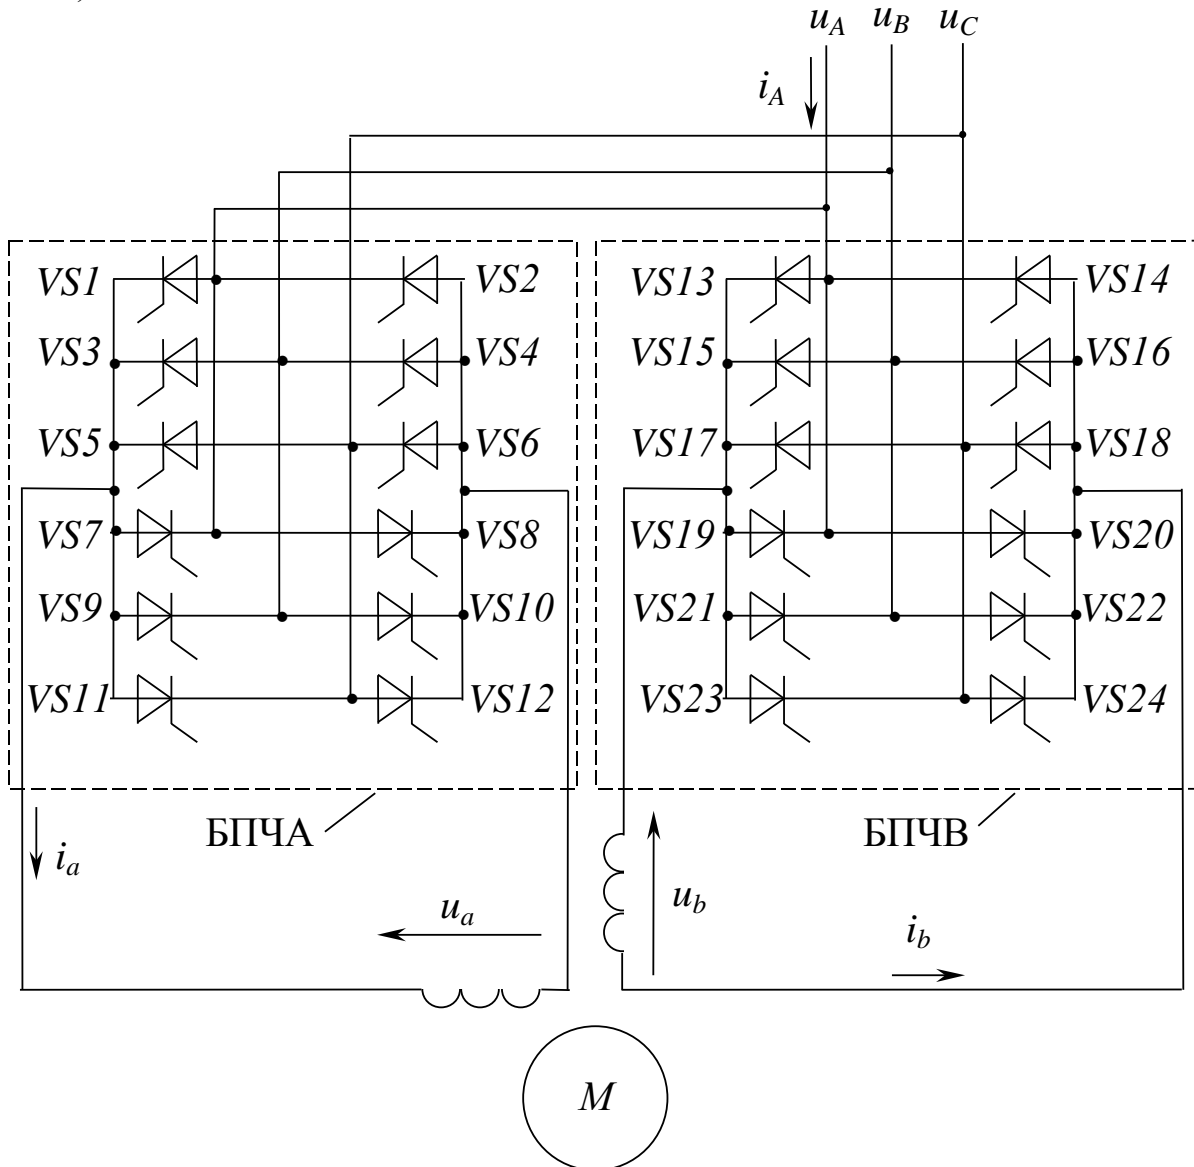 u_A u_B u_C
i_A
VS1 VS2 VS13 VS14
VS3 VS4 VS15 VS16
VS5 VS6 VS17 VS18
VS7 VS8 VS19 VS20
VS9 VS10 VS21 VS22
VS11 VS12 VS23 VS24
БПЧА БПЧВ
i_a
u_a u_b i_b
M